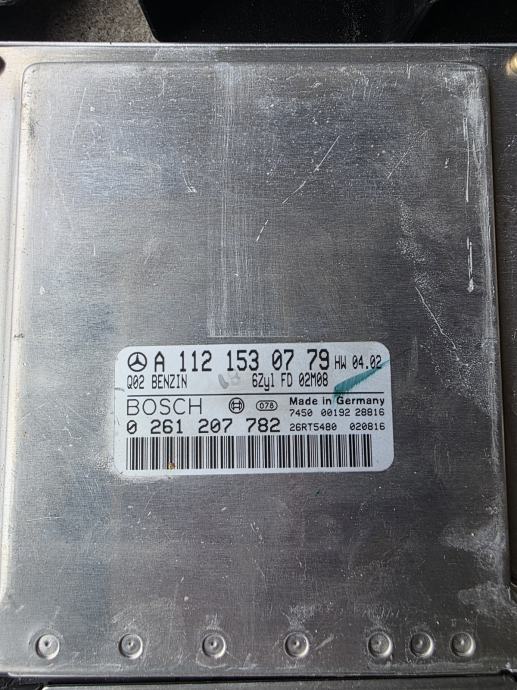 A 112 153 07 79 HW 04.02
Q02 BENZIN 6Zyl FD 02M08
BOSCH 078 Made in Germany
7450 00192 28816
0 261 207 782 26RT5480 020816